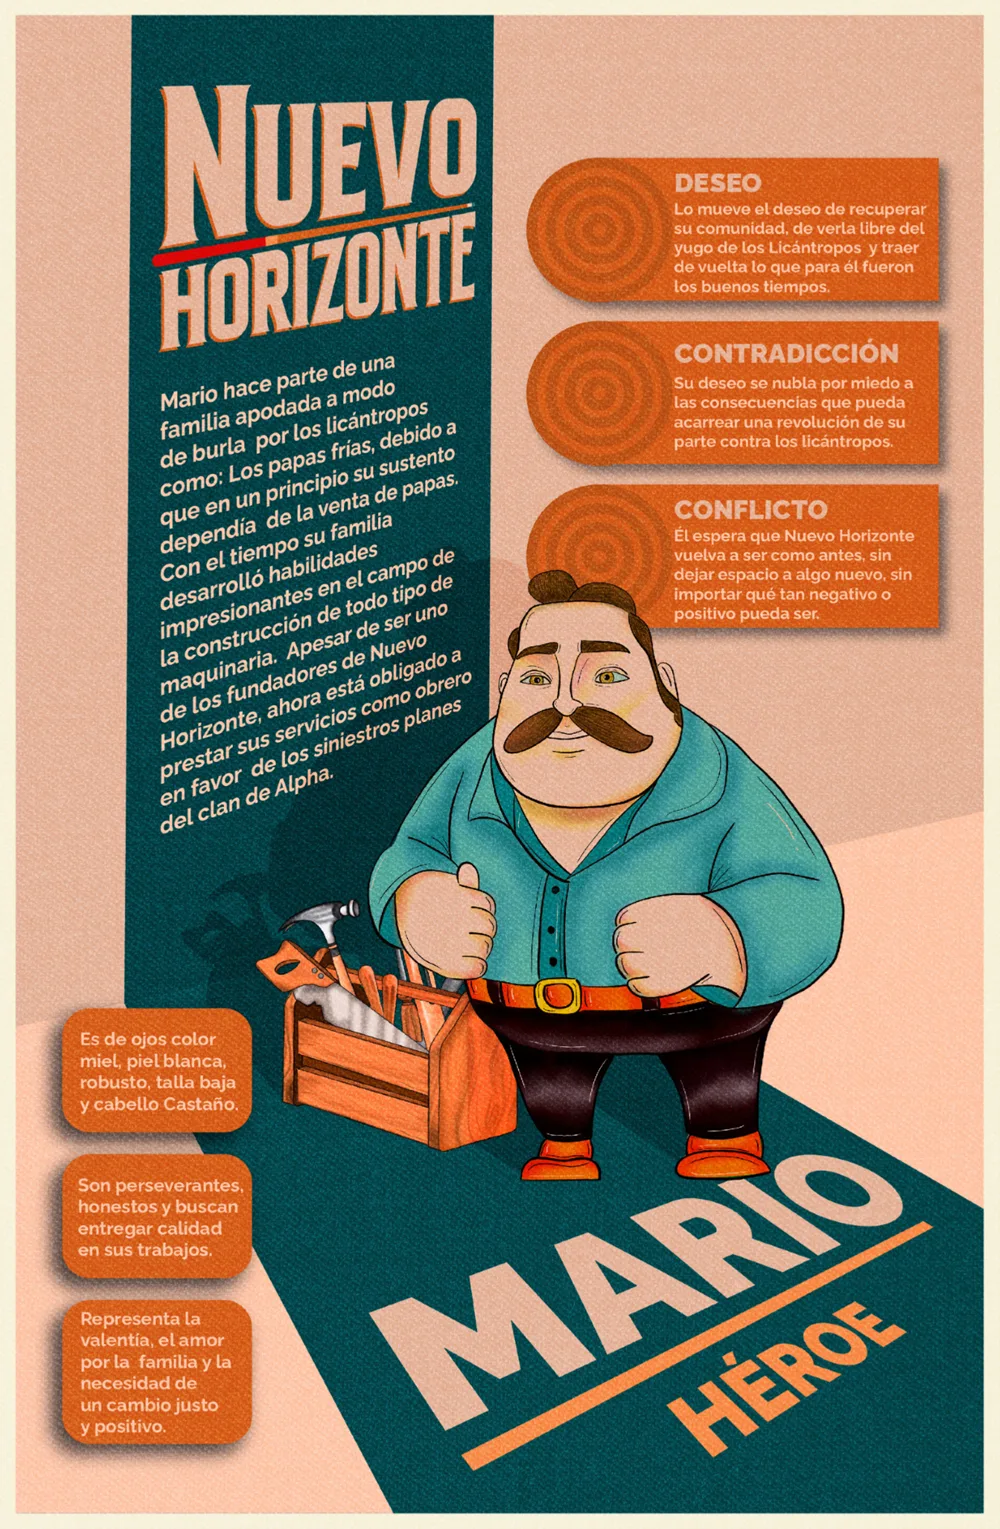 NUEVO
HORIZONTE
Mario hace parte de una
familia apodada a modo
de burla por los licántropos
como: Los papas frías, debido a
que en un principio su sustento
dependía de la venta de papas.
Con el tiempo su familia
desarrolló habilidades
impresionantes en el campo de
la construcción de todo tipo de
maquinaria. Apesar de ser uno
de los fundadores de Nuevo
Horizonte, ahora está obligado a
prestar sus servicios como obrero
en favor de los siniestros planes
del clan de Alpha.
DESEO
Lo mueve el deseo de recuperar
su comunidad, de verla libre del
yugo de los Licántropos y traer
de vuelta lo que para él fueron
los buenos tiempos.
CONTRADICCIÓN
Su deseo se nubla por miedo a
las consecuencias que pueda
acarrear una revolución de su
parte contra los licántropos.
CONFLICTO
Él espera que Nuevo Horizonte
vuelva a ser como antes, sin
dejar espacio a algo nuevo, sin
importar qué tan negativo o
positivo pueda ser.
Es de ojos color
miel, piel blanca,
robusto, talla baja
y cabello Castaño.
Son perseverantes,
honestos y buscan
entregar calidad
en sus trabajos.
Representa la
valentía, el amor
por la familia y la
necesidad de
un cambio justo
y positivo.
MARIO
HÉROE